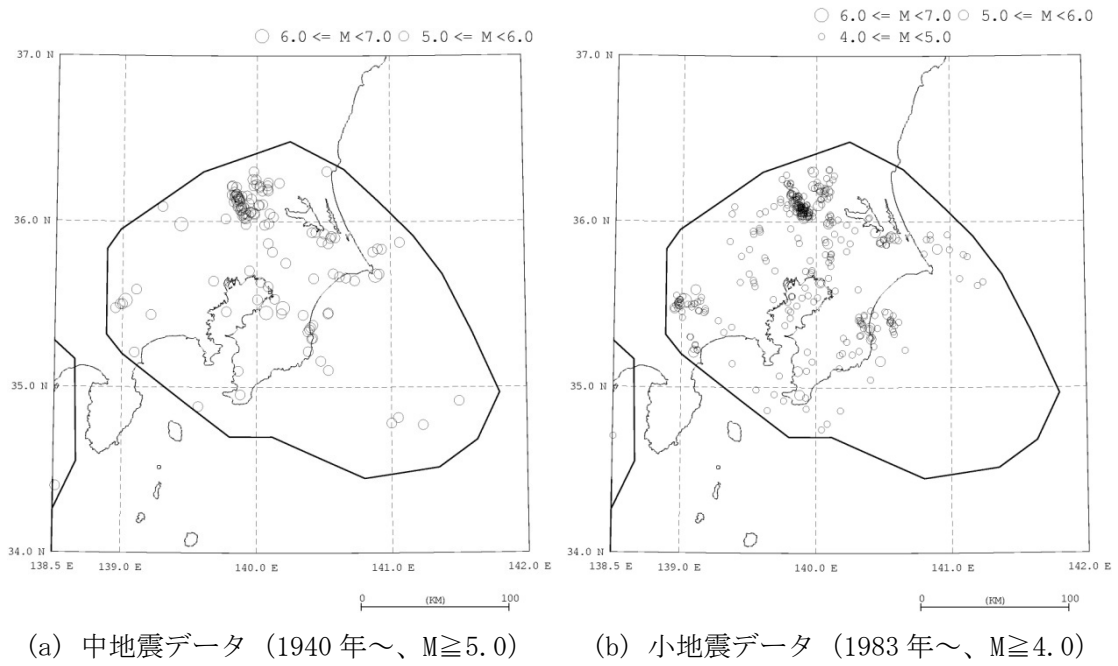 6.0 <= M <7.0 5.0 <= M <6.0
37.0 N
36.0 N
35.0 N
34.0 N
138.5 E 139.0 E 140.0 E 141.0 E 142.0 E
0 (KM) 100
(a) 中地震データ (1940 年～、M≧5.0)
6.0 <= M <7.0 5.0 <= M <6.0
4.0 <= M <5.0
37.0 N
36.0 N
35.0 N
34.0 N
138.5 E 139.0 E 140.0 E 141.0 E 142.0 E
0 (KM) 100
(b) 小地震データ (1983 年～、M≧4.0)